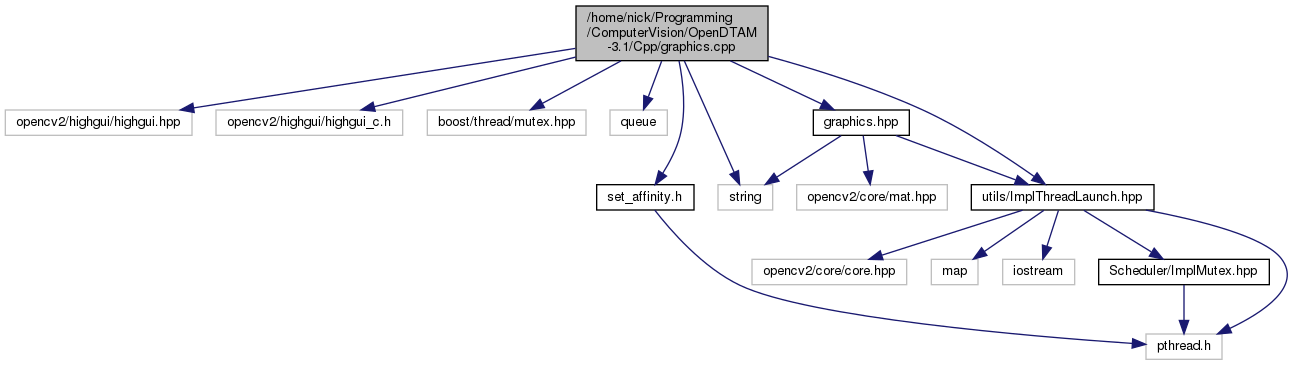 /home/nick/Programming
/ComputerVision/OpenDTAM
-3.1/Cpp/graphics.cpp
opencv2/highgui/highgui.hpp
opencv2/highgui/highgui_c.h
boost/thread/mutex.hpp
queue
graphics.hpp
set_affinity.h
string
opencv2/core/mat.hpp
utils/ImplThreadLaunch.hpp
opencv2/core/core.hpp
map
iostream
Scheduler/ImplMutex.hpp
pthread.h